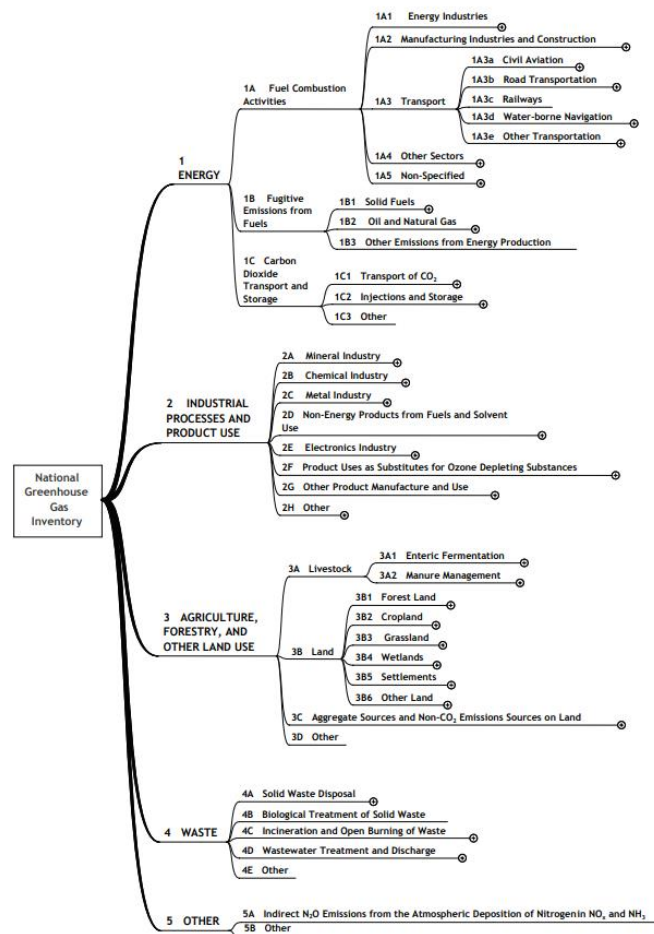 National
Greenhouse
Gas
Inventory
1
ENERGY
1A Fuel Combustion
Activities
1A1 Energy Industries
1A2 Manufacturing Industries and Construction
1A3 Transport
1A3a Civil Aviation
1A3b Road Transportation
1A3c Railways
1A3d Water-borne Navigation
1A3e Other Transportation
1A4 Other Sectors
1A5 Non-Specified
1B Fugitive
Emissions from
Fuels
1B1 Solid Fuels
1B2 Oil and Natural Gas
1B3 Other Emissions from Energy Production
1C Carbon
Dioxide
Transport and
Storage
1C1 Transport of CO₂
1C2 Injections and Storage
1C3 Other
2 INDUSTRIAL
PROCESSES AND
PRODUCT USE
2A Mineral Industry
2B Chemical Industry
2C Metal Industry
2D Non-Energy Products from Fuels and Solvent
Use
2E Electronics Industry
2F Product Uses as Substitutes for Ozone Depleting Substances
2G Other Product Manufacture and Use
2H Other
3 AGRICULTURE,
FORESTRY, AND
OTHER LAND USE
3A Livestock
3A1 Enteric Fermentation
3A2 Manure Management
3B Land
3B1 Forest Land
3B2 Cropland
3B3 Grassland
3B4 Wetlands
3B5 Settlements
3B6 Other Land
3C Aggregate Sources and Non-CO₂ Emissions Sources on Land
3D Other
4 WASTE
4A Solid Waste Disposal
4B Biological Treatment of Solid Waste
4C Incineration and Open Burning of Waste
4D Wastewater Treatment and Discharge
4E Other
5 OTHER
5A Indirect N₂O Emissions from the Atmospheric Deposition of Nitrogen in NOₓ and NH₃
5B Other